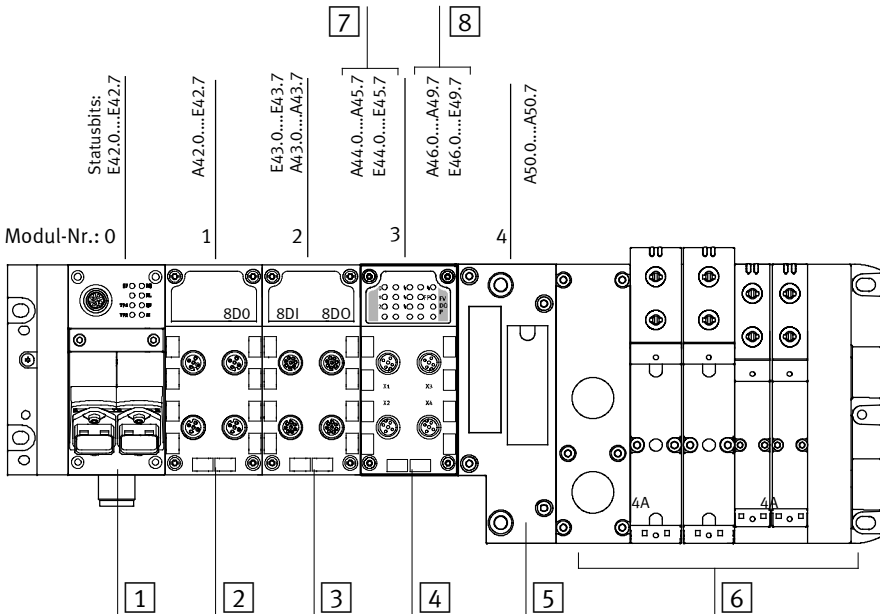 7 8
Statusbits:
E42.0....E42.7
A42.0....E42.7
E43.0....E43.7
A43.0....A43.7
A44.0....A45.7
E44.0....E45.7
A46.0....A49.7
E46.0....E49.7
A50.0....A50.7
Modul-Nr.: 0 1 2 3 4
8D0 8DI 8DO
X1 X3
X2 X4
4A 4A
1 2 3 4 5 6